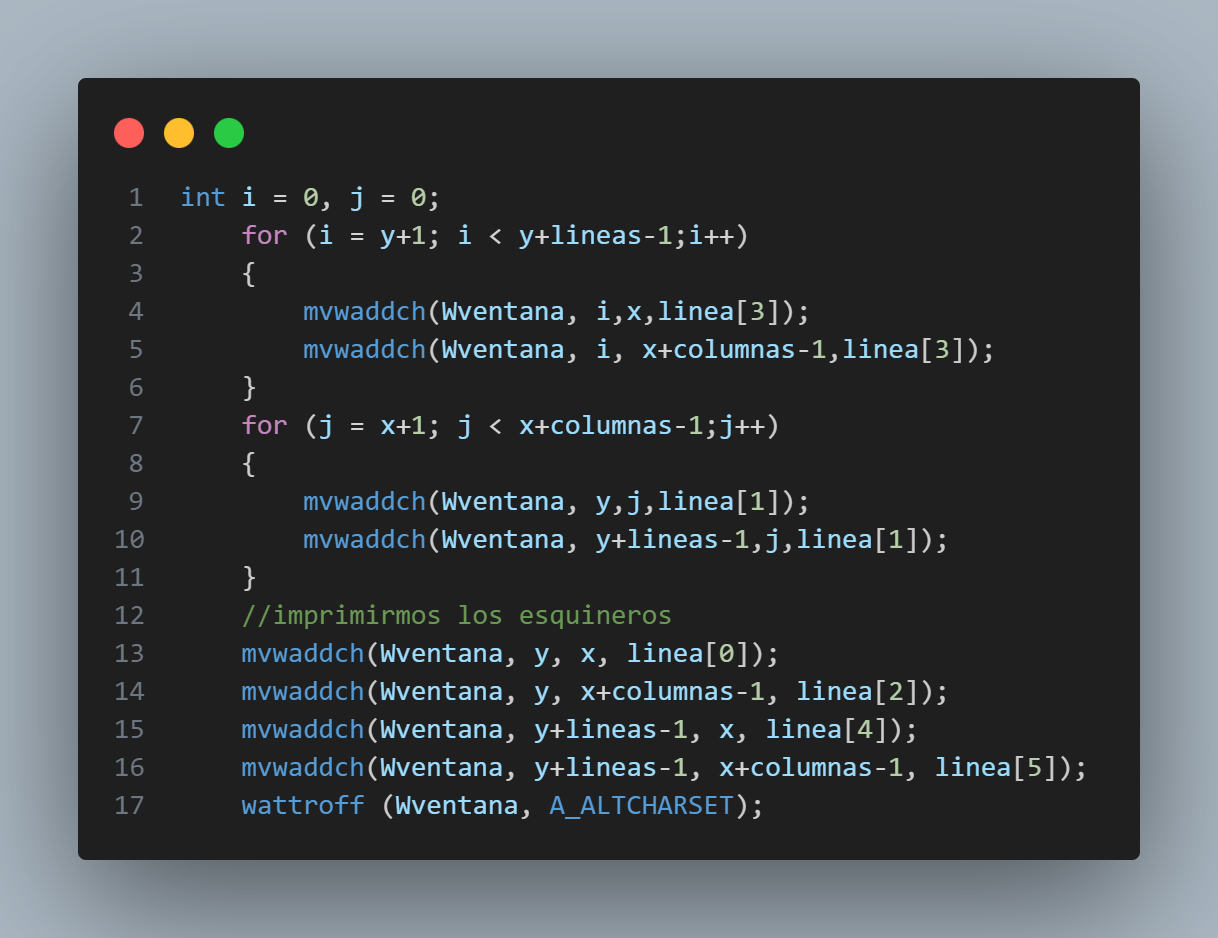 1 int i = 0, j = 0;
2     for (i = y+1; i < y+lineas-1;i++)
3     {
4         mvwaddch(Wventana, i,x,linea[3]);
5         mvwaddch(Wventana, i, x+columnas-1,linea[3]);
6     }
7     for (j = x+1; j < x+columnas-1;j++)
8     {
9         mvwaddch(Wventana, y,j,linea[1]);
10         mvwaddch(Wventana, y+lineas-1,j,linea[1]);
11     }
12     //imprimirmos los esquineros
13     mvwaddch(Wventana, y, x, linea[0]);
14     mvwaddch(Wventana, y, x+columnas-1, linea[2]);
15     mvwaddch(Wventana, y+lineas-1, x, linea[4]);
16     mvwaddch(Wventana, y+lineas-1, x+columnas-1, linea[5]);
17     wattroff (Wventana, A_ALTCHARSET);